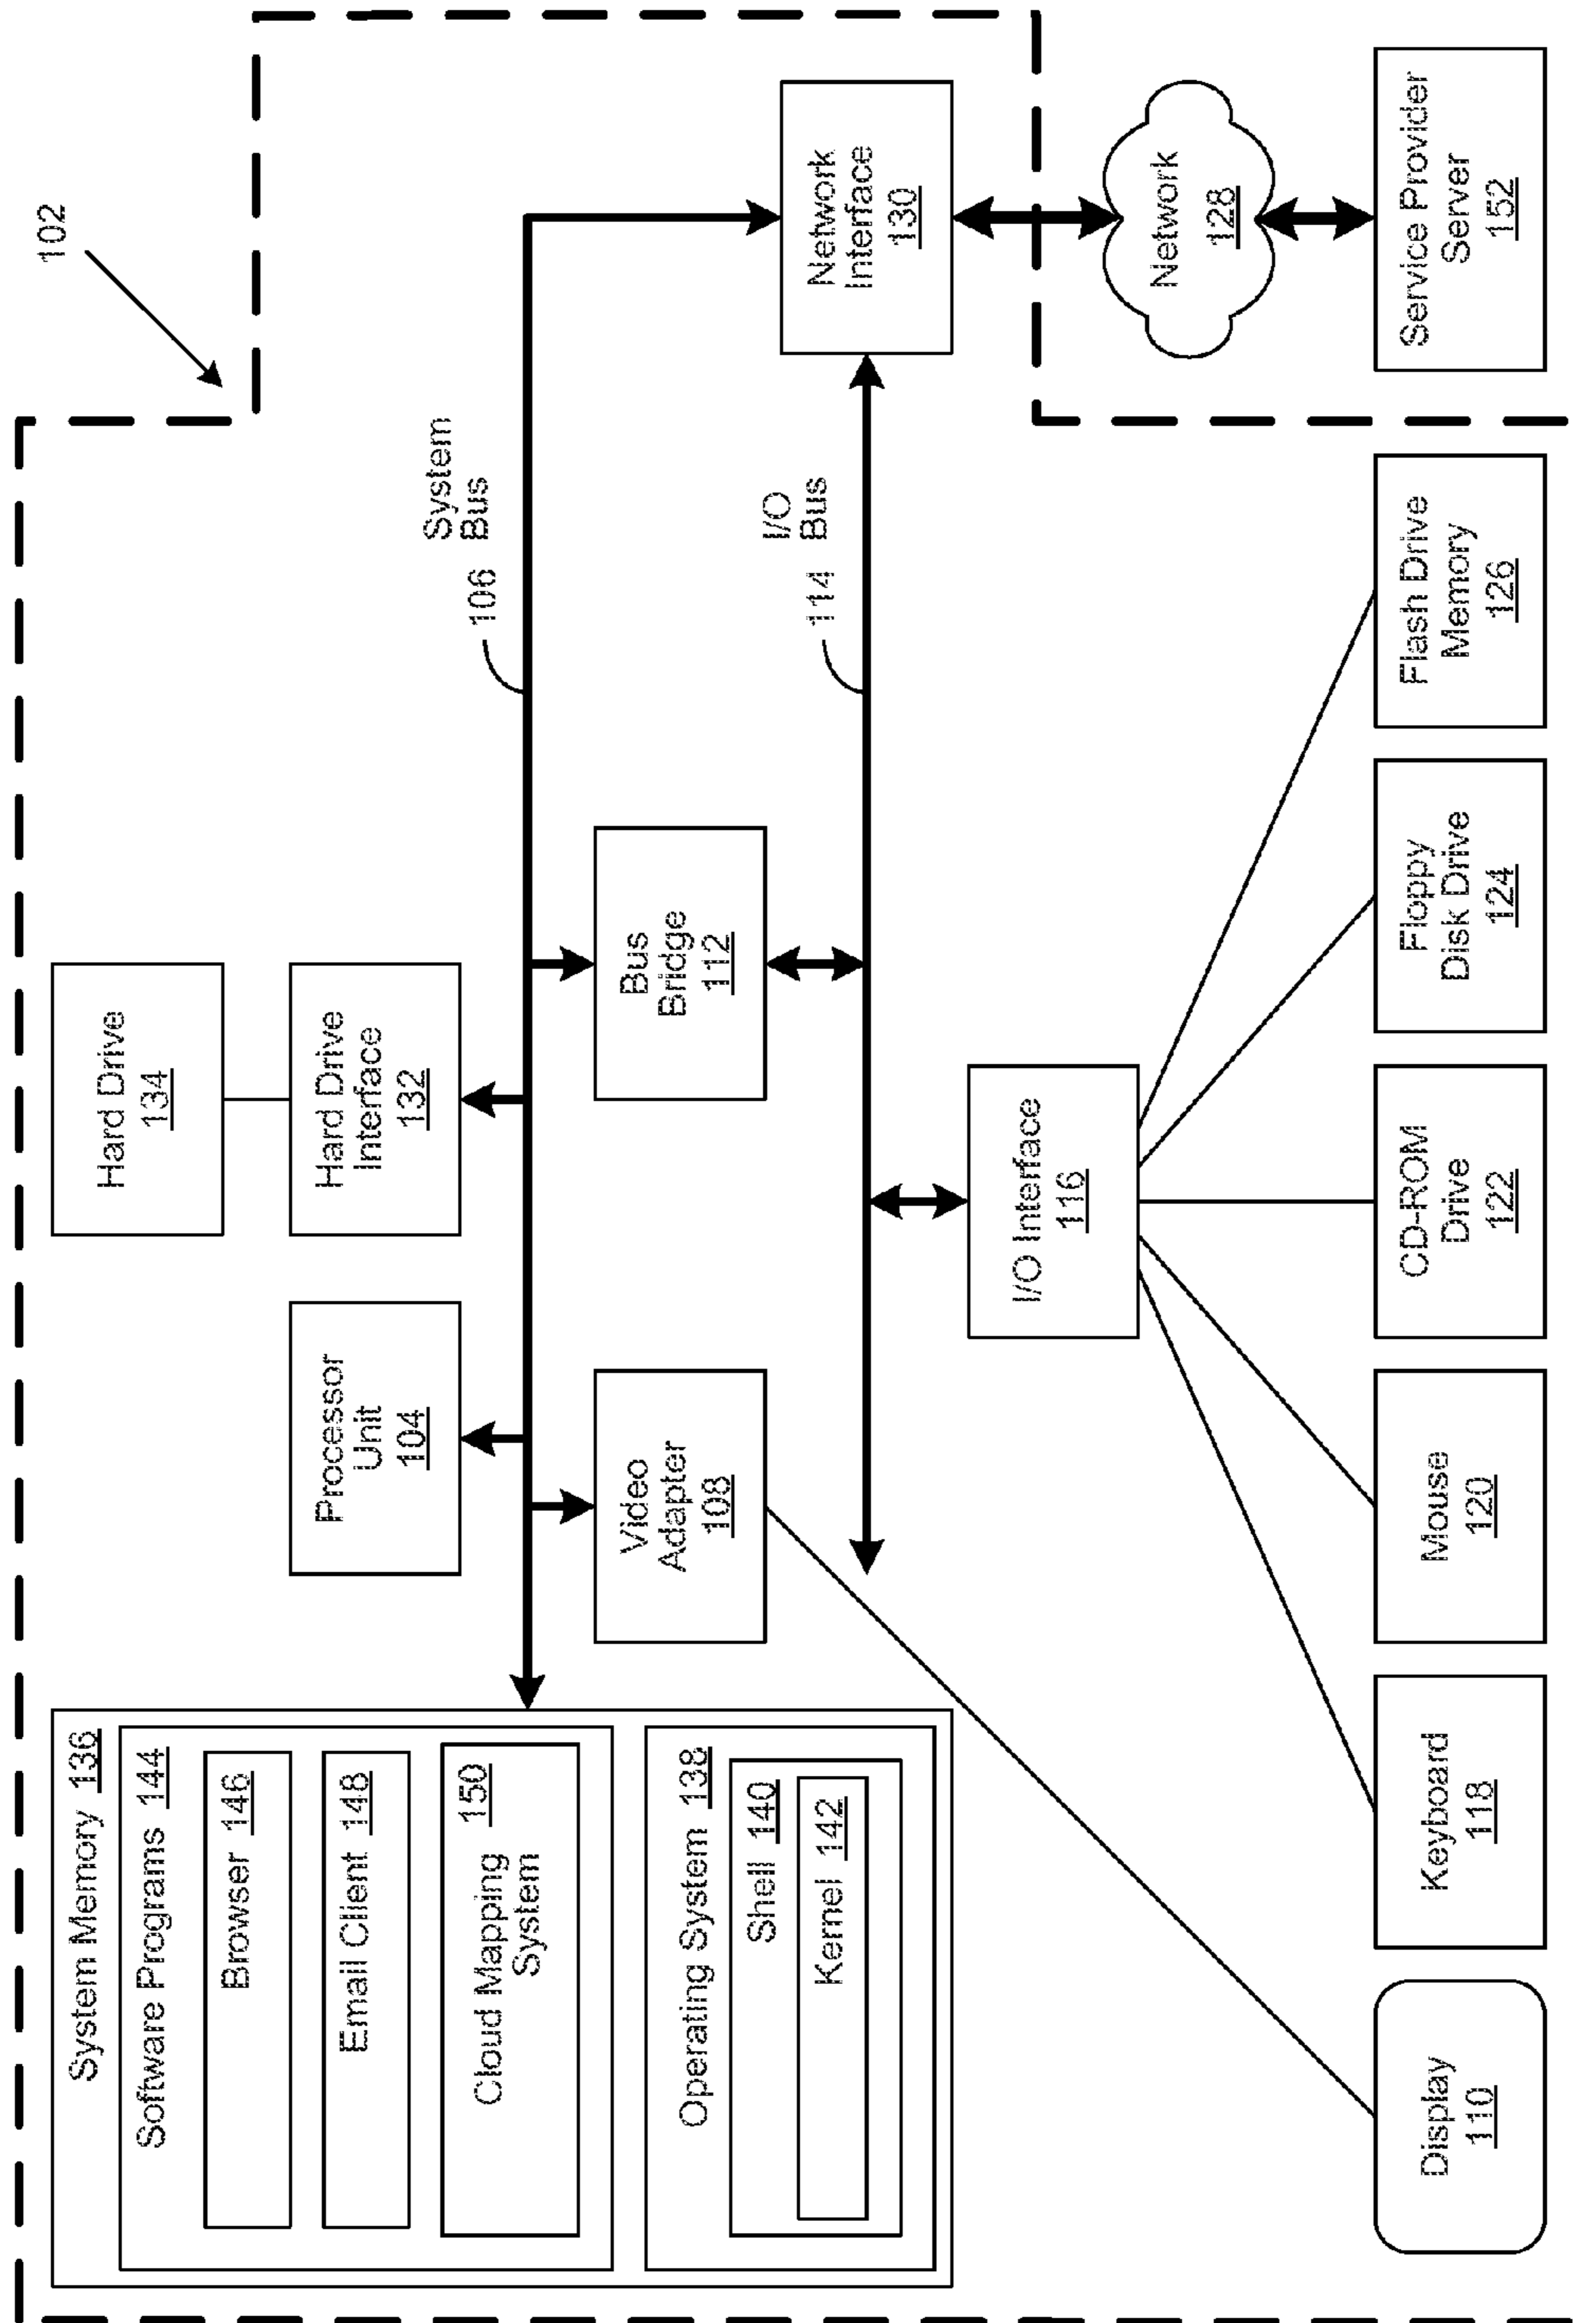 102
System Memory 136
Software Programs 144
Browser 146
Email Client 148
Cloud Mapping 150
System
Operating System 138
Shell 140
Kernel 142
Hard Drive
134
Processor
Unit
104
Hard Drive
Interface
132
System
Bus
106
Video
Adapter
108
Bus
Bridge
112
Network
Interface
130
I/O
Bus
114
I/O Interface
116
Network
128
Display
110
Keyboard
118
Mouse
120
CD-ROM
Drive
122
Floppy
Disk Drive
124
Flash Drive
Memory
126
Service Provider
Server
152